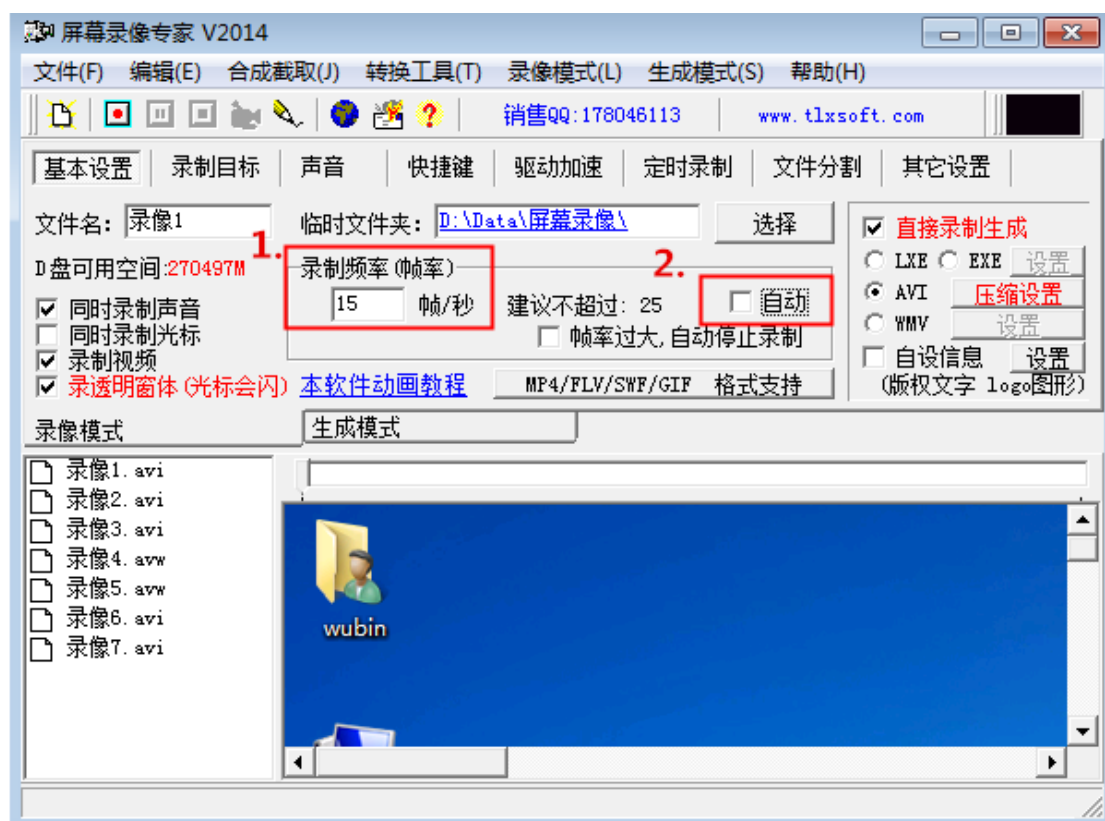 屏幕录像专家 V2014
文件(F) 编辑(E) 合成截取(J) 转换工具(T) 录像模式(L) 生成模式(S) 帮助(H)
销售QQ:178046113 www.tlxsoft.com
基本设置 录制目标 声音 快捷键 驱动加速 定时录制 文件分割 其它设置
文件名: 录像1 临时文件夹: D:\Data\屏幕录像\ 选择
直接录制生成
D盘可用空间:270497M
1.
录制频率(帧率)
2.
LXE EXE 设置
15 帧/秒 建议不超过: 25 自动
AVI 压缩设置
同时录制声音
WMV 设置
同时录制光标
帧率过大,自动停止录制
录制视频
自设信息 设置
录透明窗体(光标会闪) 本软件动画教程 MP4/FLV/SWF/GIF 格式支持
(版权文字 logo图形)
录像模式 生成模式
录像1.avi
录像2.avi
录像3.avi
录像4.avw
录像5.avw
录像6.avi
录像7.avi
wubin